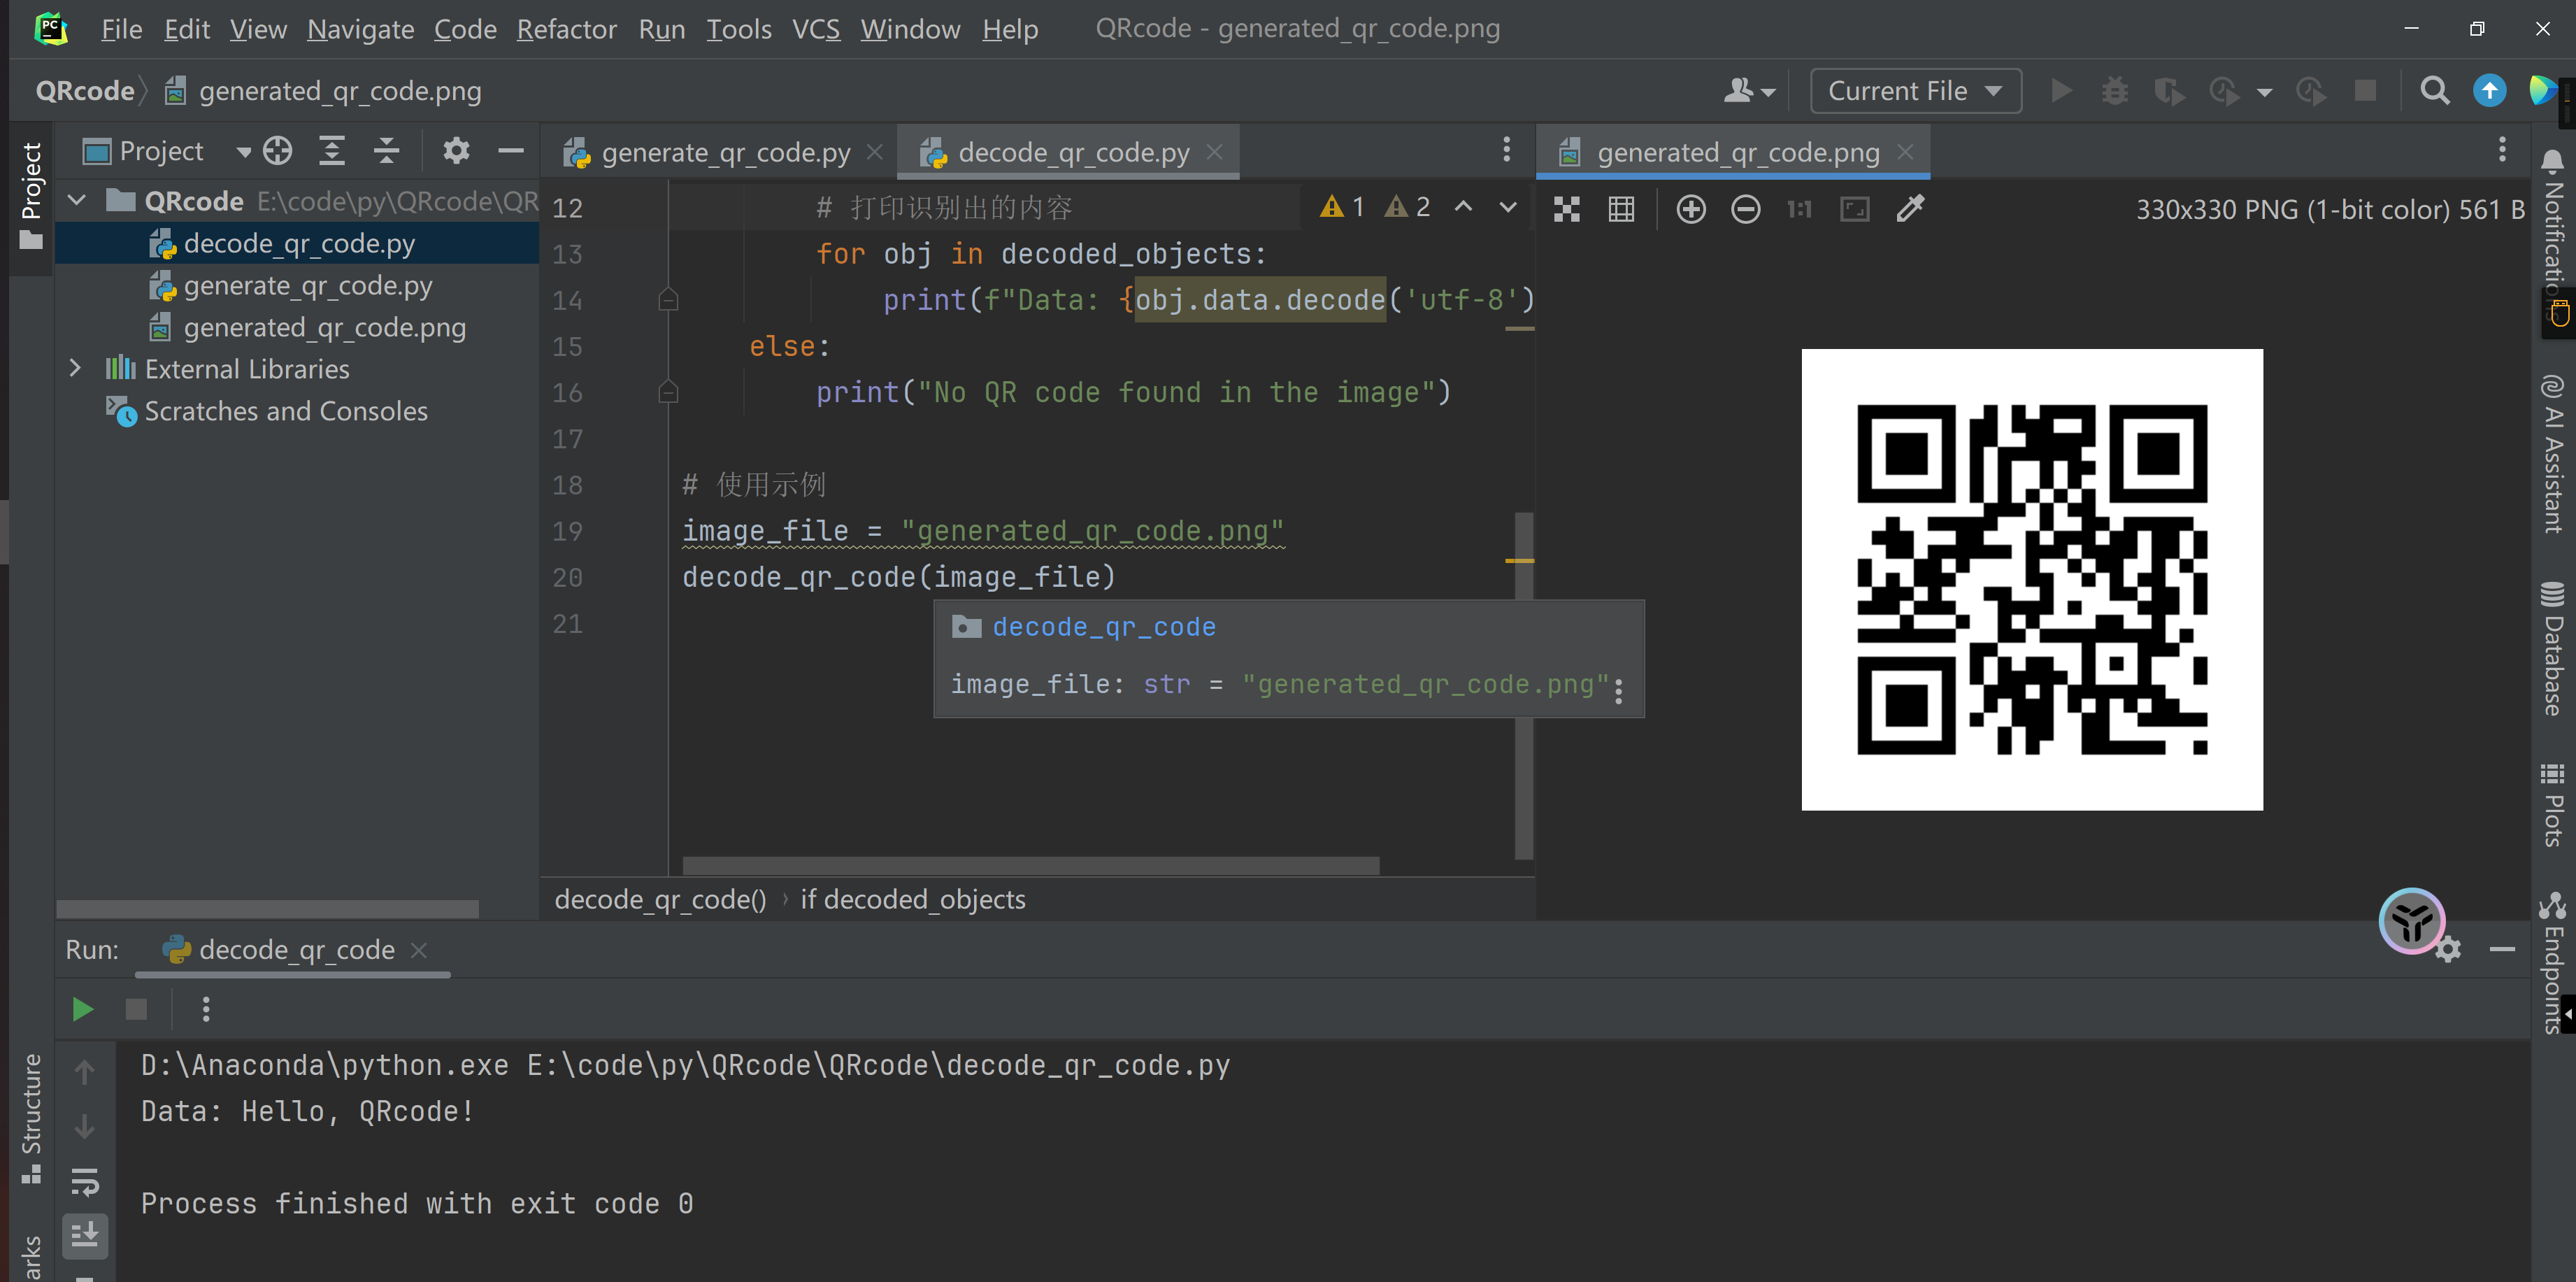 PC File Edit View Navigate Code Refactor Run Tools VCS Window Help QRcode - generated_qr_code.png
QRcode generated_qr_code.png Current File
Project
generate_qr_code.py
decode_qr_code.py
generated_qr_code.png
330x330 PNG (1-bit color) 561 B
Project
QRcode E:\code\py\QRcode\QR
decode_qr_code.py
generate_qr_code.py
generated_qr_code.png
External Libraries
Scratches and Consoles
1 2
12 # 打印识别出的内容
13 for obj in decoded_objects:
14 print(f"Data: {obj.data.decode('utf-8')
15 else:
16 print("No QR code found in the image")
17
18 # 使用示例
19 image_file = "generated_qr_code.png"
20 decode_qr_code(image_file)
21
decode_qr_code
image_file: str = "generated_qr_code.png"
decode_qr_code() › if decoded_objects
1:1
Notifications
AI Assistant
Database
Plots
Endpoints
Run: decode_qr_code
D:\Anaconda\python.exe E:\code\py\QRcode\QRcode\decode_qr_code.py
Data: Hello, QRcode!
Process finished with exit code 0
Structure
arks